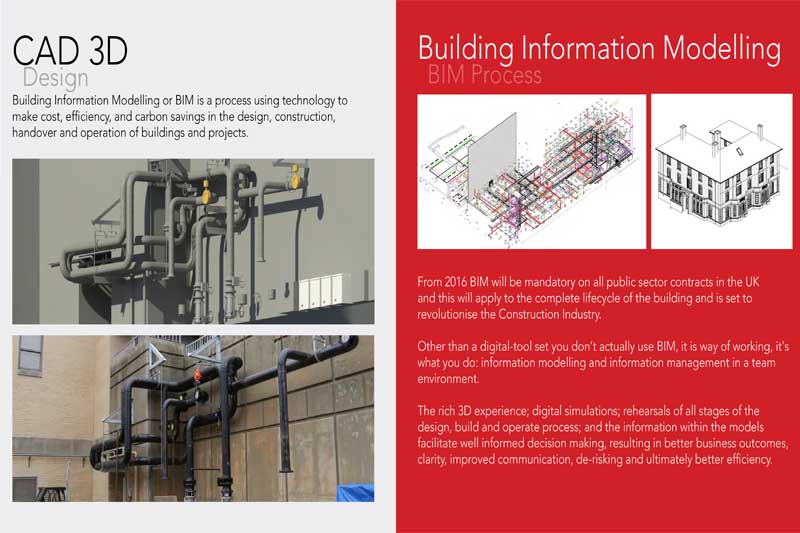 CAD 3D
Design
Building Information Modelling or BIM is a process using technology to
make cost, efficiency, and carbon savings in the design, construction,
handover and operation of buildings and projects.
Building Information Modelling
BIM Process
From 2016 BIM will be mandatory on all public sector contracts in the UK
and this will apply to the complete lifecycle of the building and is set to
revolutionise the Construction Industry.
Other than a digital-tool set you don't actually use BIM, it is way of working, it's
what you do: information modelling and information management in a team
environment.
The rich 3D experience; digital simulations; rehearsals of all stages of the
design, build and operate process; and the information within the models
facilitate well informed decision making, resulting in better business outcomes,
clarity, improved communication, de-risking and ultimately better efficiency.